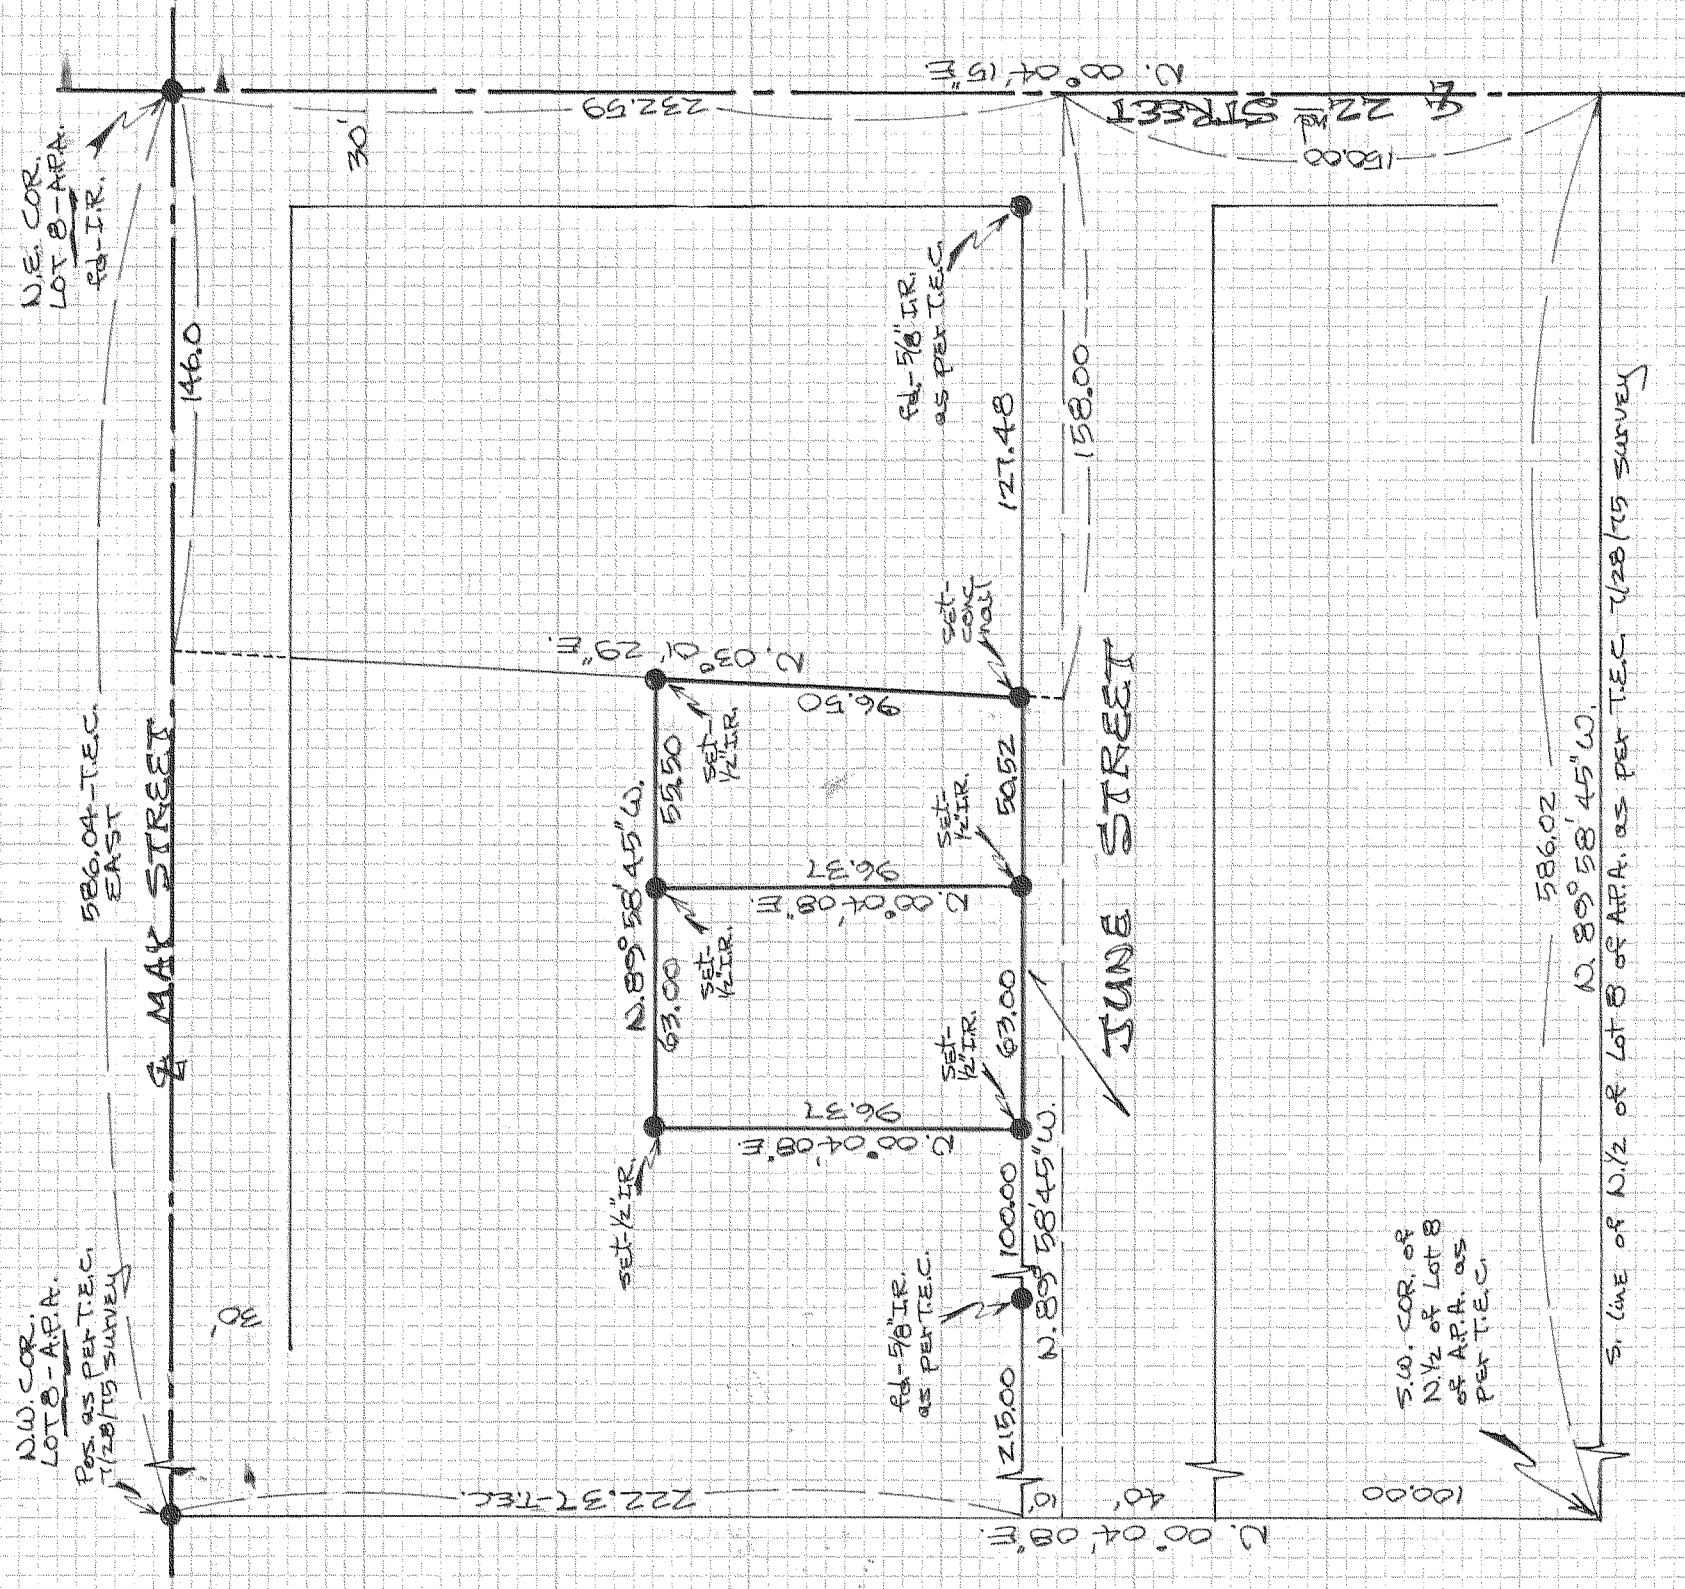 N.E. COR.
LOT 8-A.P.A.
fd-I.R.
30'
232.59
N. 00° 04' 15" E.
℄ 22nd STREET
150.00
146.0
586.04-T.E.C.
EAST
℄ MAY STREET
N.W. COR.
LOT 8-A.P.A.
Pos. as per T.E.C.
7/28/75 survey
30'
fd.-5/8" I.R.
as per T.E.C.
127.48
158.00
set-
conc
nail
N. 03° 01' 29" E.
96.50
set-
1/2" I.R.
55.50
50.52
set-
1/2" I.R.
N. 89° 58' 45" W.
96.37
N. 00° 04' 08" E.
set-
1/2" I.R.
63.00
63.00
set-
1/2" I.R.
96.37
N. 00° 04' 08" E.
set-1/2" I.R.
100.00
N. 89° 58' 45" W.
fd-5/8" I.R.
as per T.E.C.
215.00
JUNE STREET
222.37-T.E.C.
10'
40'
100.00
N. 00° 04' 08" E.
S.W. COR. of
N.1/2 of Lot 8
of A.P.A. as
per T.E.C.
586.02
N. 89° 58' 45" W.
S. line of N.1/2 of Lot 8 of A.P.A. as per T.E.C. 7/28/75 survey